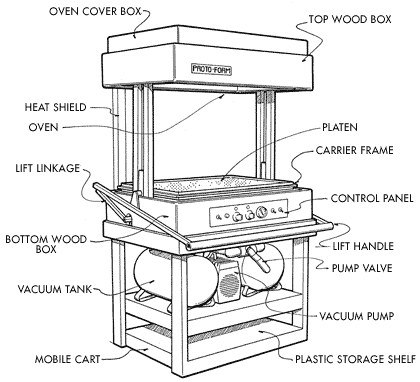 OVEN COVER BOX
TOP WOOD BOX
PROTO-FORM
HEAT SHIELD
OVEN
PLATEN
CARRIER FRAME
LIFT LINKAGE
CONTROL PANEL
BOTTOM WOOD
BOX
LIFT HANDLE
PUMP VALVE
VACUUM TANK
VACUUM PUMP
MOBILE CART
PLASTIC STORAGE SHELF